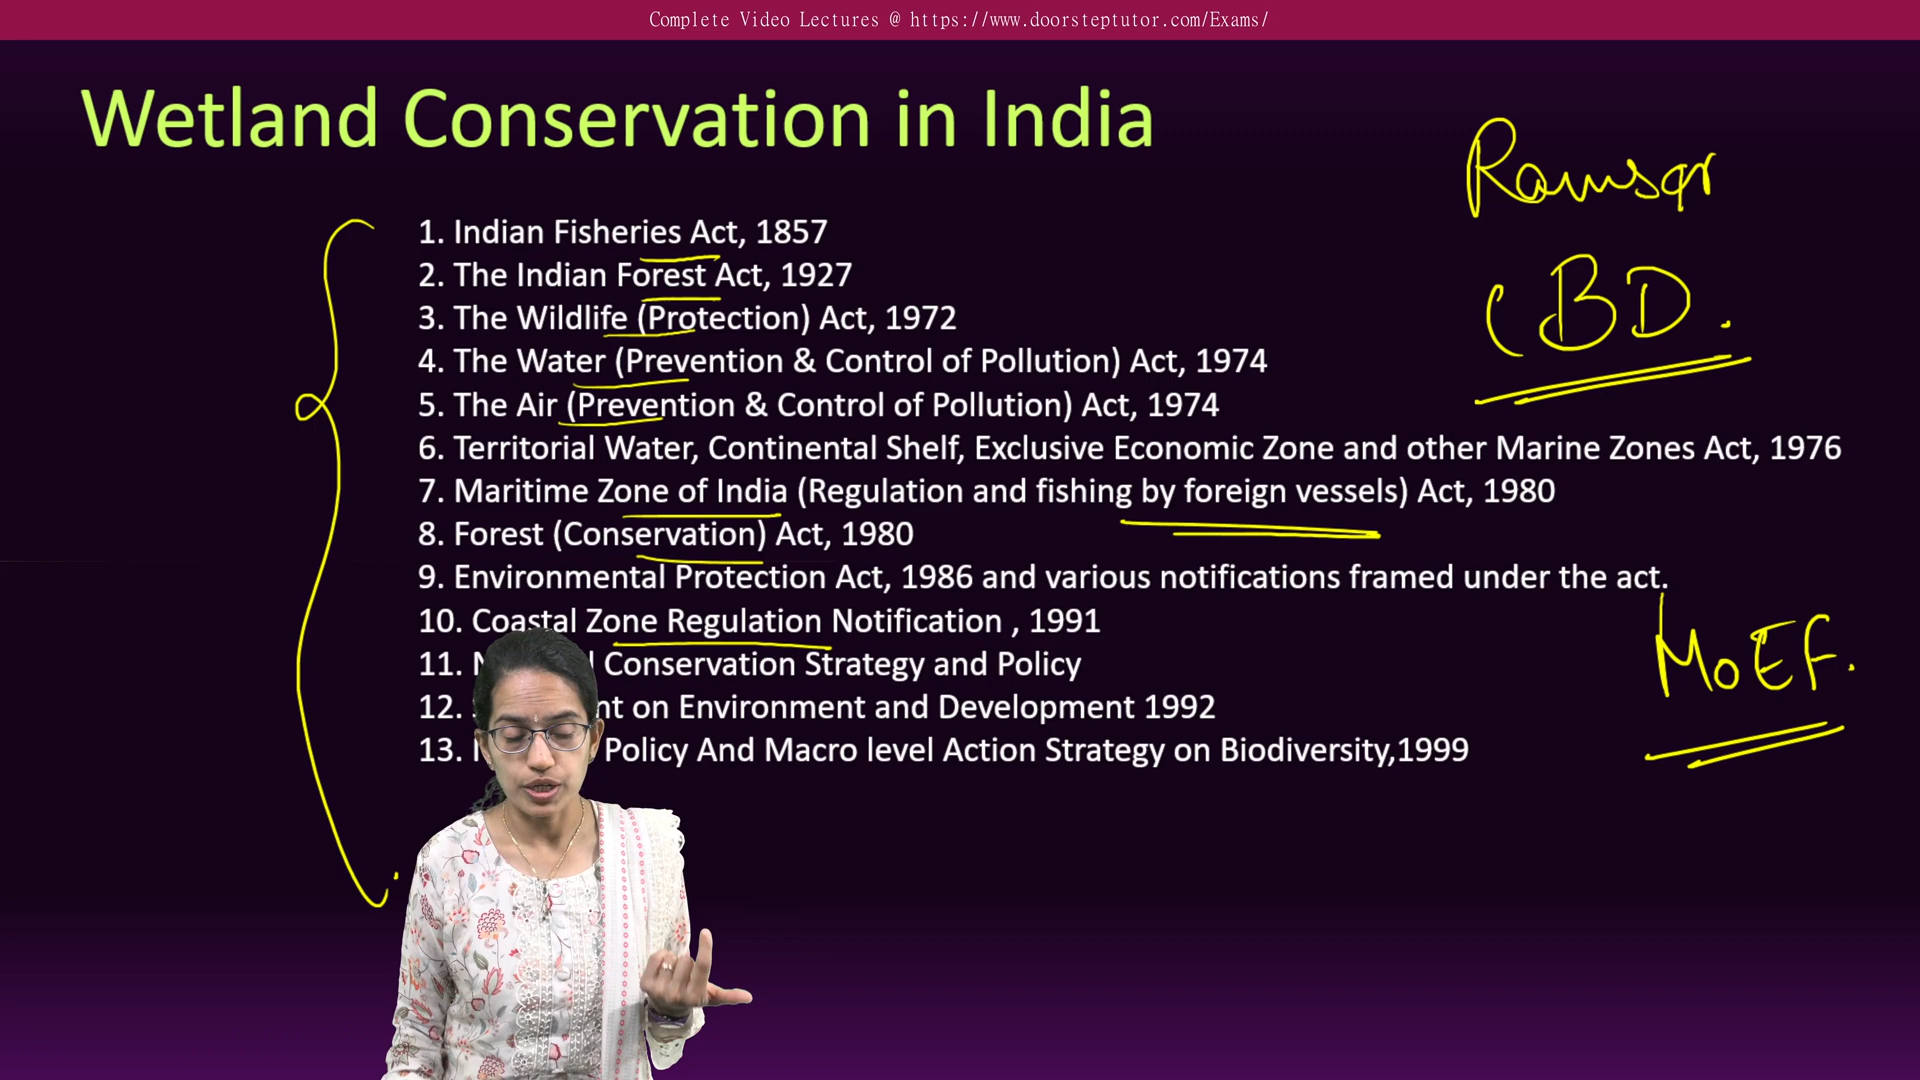 Complete Video Lectures @ https://www.doorsteptutor.com/Exams/
Wetland Conservation in India
Ramsar
CBD.
1. Indian Fisheries Act, 1857
2. The Indian Forest Act, 1927
3. The Wildlife (Protection) Act, 1972
4. The Water (Prevention & Control of Pollution) Act, 1974
5. The Air (Prevention & Control of Pollution) Act, 1974
6. Territorial Water, Continental Shelf, Exclusive Economic Zone and other Marine Zones Act, 1976
7. Maritime Zone of India (Regulation and fishing by foreign vessels) Act, 1980
8. Forest (Conservation) Act, 1980
9. Environmental Protection Act, 1986 and various notifications framed under the act.
10. Coastal Zone Regulation Notification , 1991
MoEF.
11. Conservation Strategy and Policy
12. on Environment and Development 1992
13. Policy And Macro level Action Strategy on Biodiversity,1999